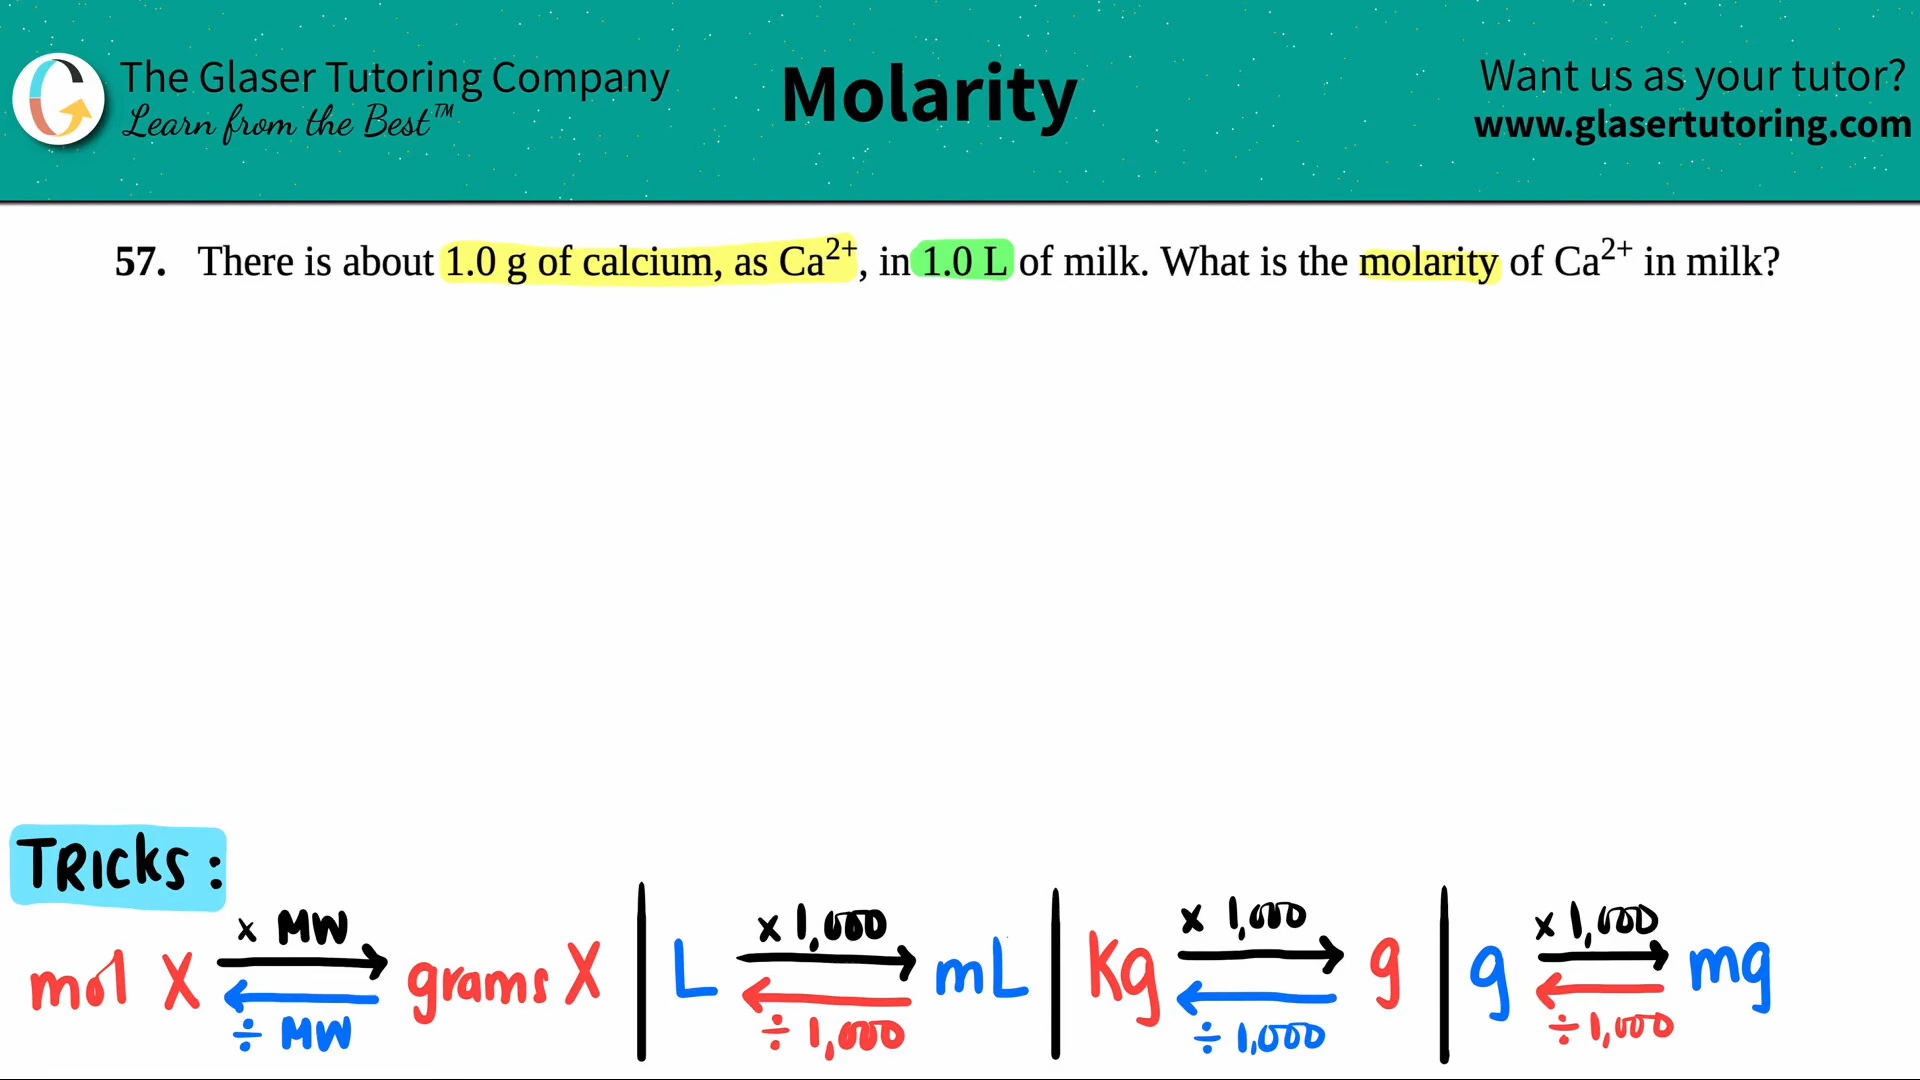 The Glaser Tutoring Company
Learn from the Best™
Molarity
Want us as your tutor?
www.glasertutoring.com
57. There is about 1.0 g of calcium, as Ca²⁺, in 1.0 L of milk. What is the molarity of Ca²⁺ in milk?
TRICKS:
x MW
mol X grams X
÷ MW
x 1,000
L mL
÷ 1,000
x 1,000
kg g
÷ 1,000
x 1,000
g mg
÷ 1,000